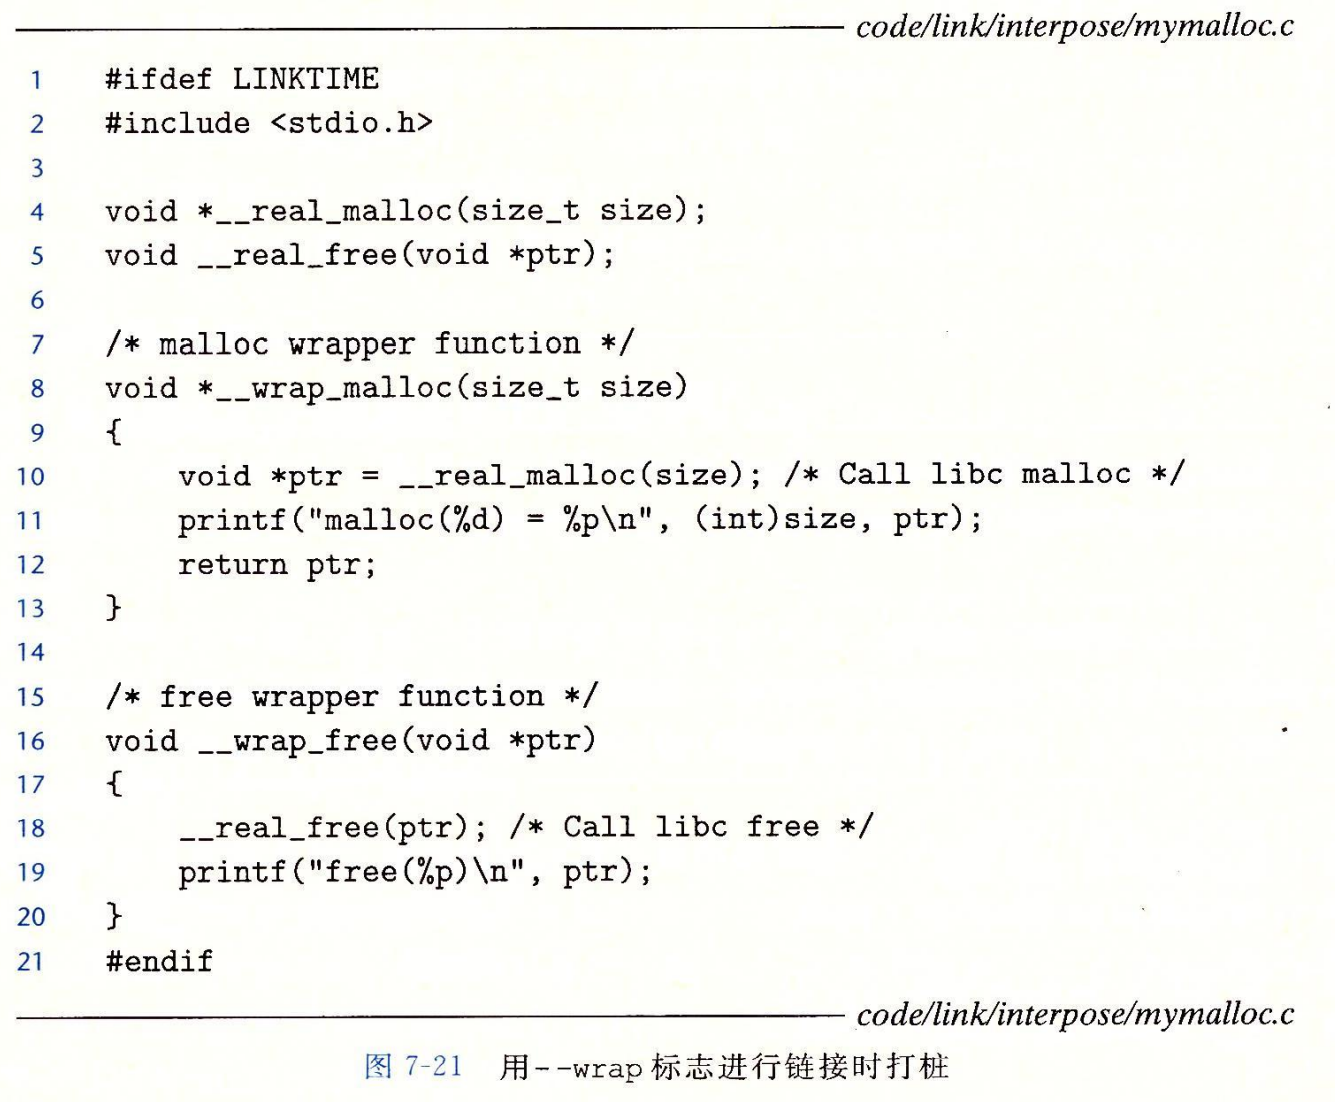 code/link/interpose/mymalloc.c
1 #ifdef LINKTIME
2 #include <stdio.h>
3
4 void *__real_malloc(size_t size);
5 void __real_free(void *ptr);
6
7 /* malloc wrapper function */
8 void *__wrap_malloc(size_t size)
9 {
10     void *ptr = __real_malloc(size); /* Call libc malloc */
11     printf("malloc(%d) = %p\n", (int)size, ptr);
12     return ptr;
13 }
14
15 /* free wrapper function */
16 void __wrap_free(void *ptr)
17 {
18     __real_free(ptr); /* Call libc free */
19     printf("free(%p)\n", ptr);
20 }
21 #endif
code/link/interpose/mymalloc.c
图 7-21 用--wrap 标志进行链接时打桩